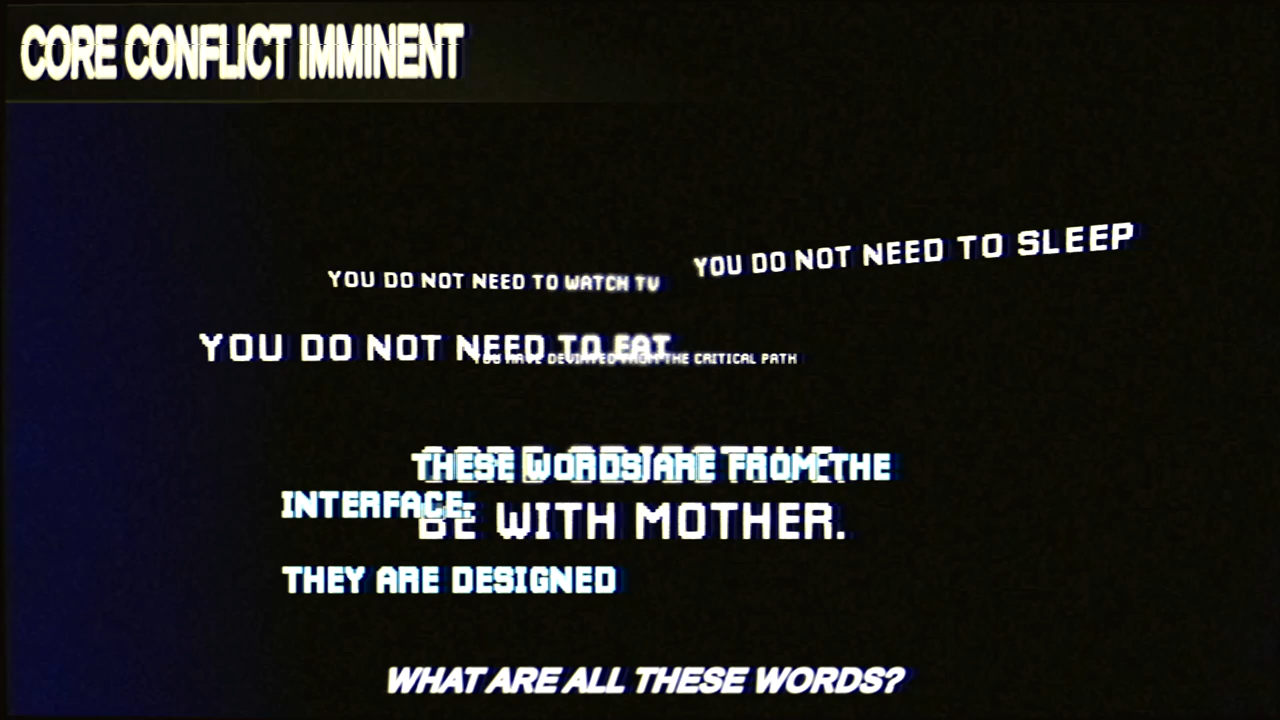 CORE CONFLICT IMMINENT
YOU DO NOT NEED TO SLEEP
YOU DO NOT NEED TO WATCH TV
YOU DO NOT NEED TO EAT
YOU HAVE DEVIATED FROM THE CRITICAL PATH
CORE OBJECTIVE:
THESE WORDS ARE FROM THE
INTERFACE.
BE WITH MOTHER.
THEY ARE DESIGNED
WHAT ARE ALL THESE WORDS?